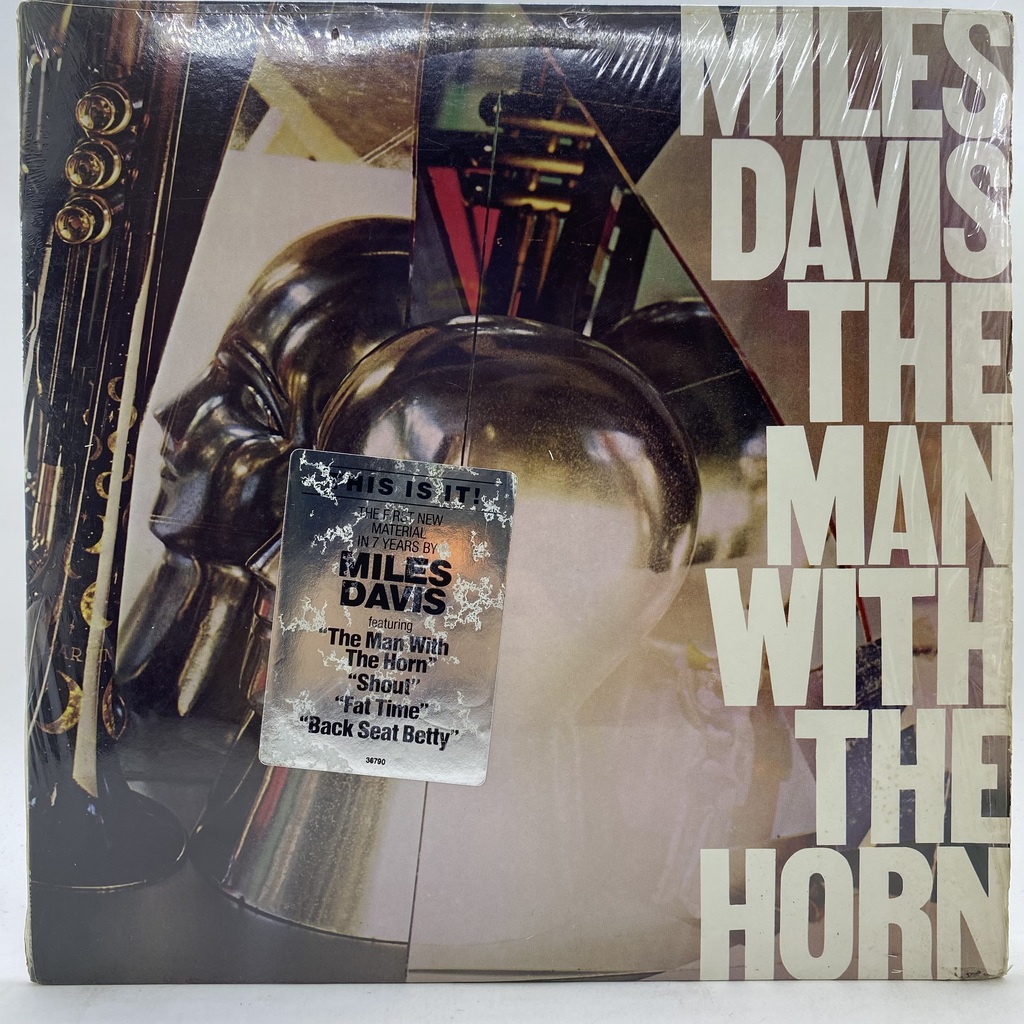 MILES
DAVIS
THE
MAN
WITH
THE
HORN
THIS IS IT!
THE FIRST NEW
MATERIAL
IN 7 YEARS BY
MILES
DAVIS
featuring
"The Man With
The Horn"
"Shout"
"Fat Time"
"Back Seat Betty"
36790
MARTIN